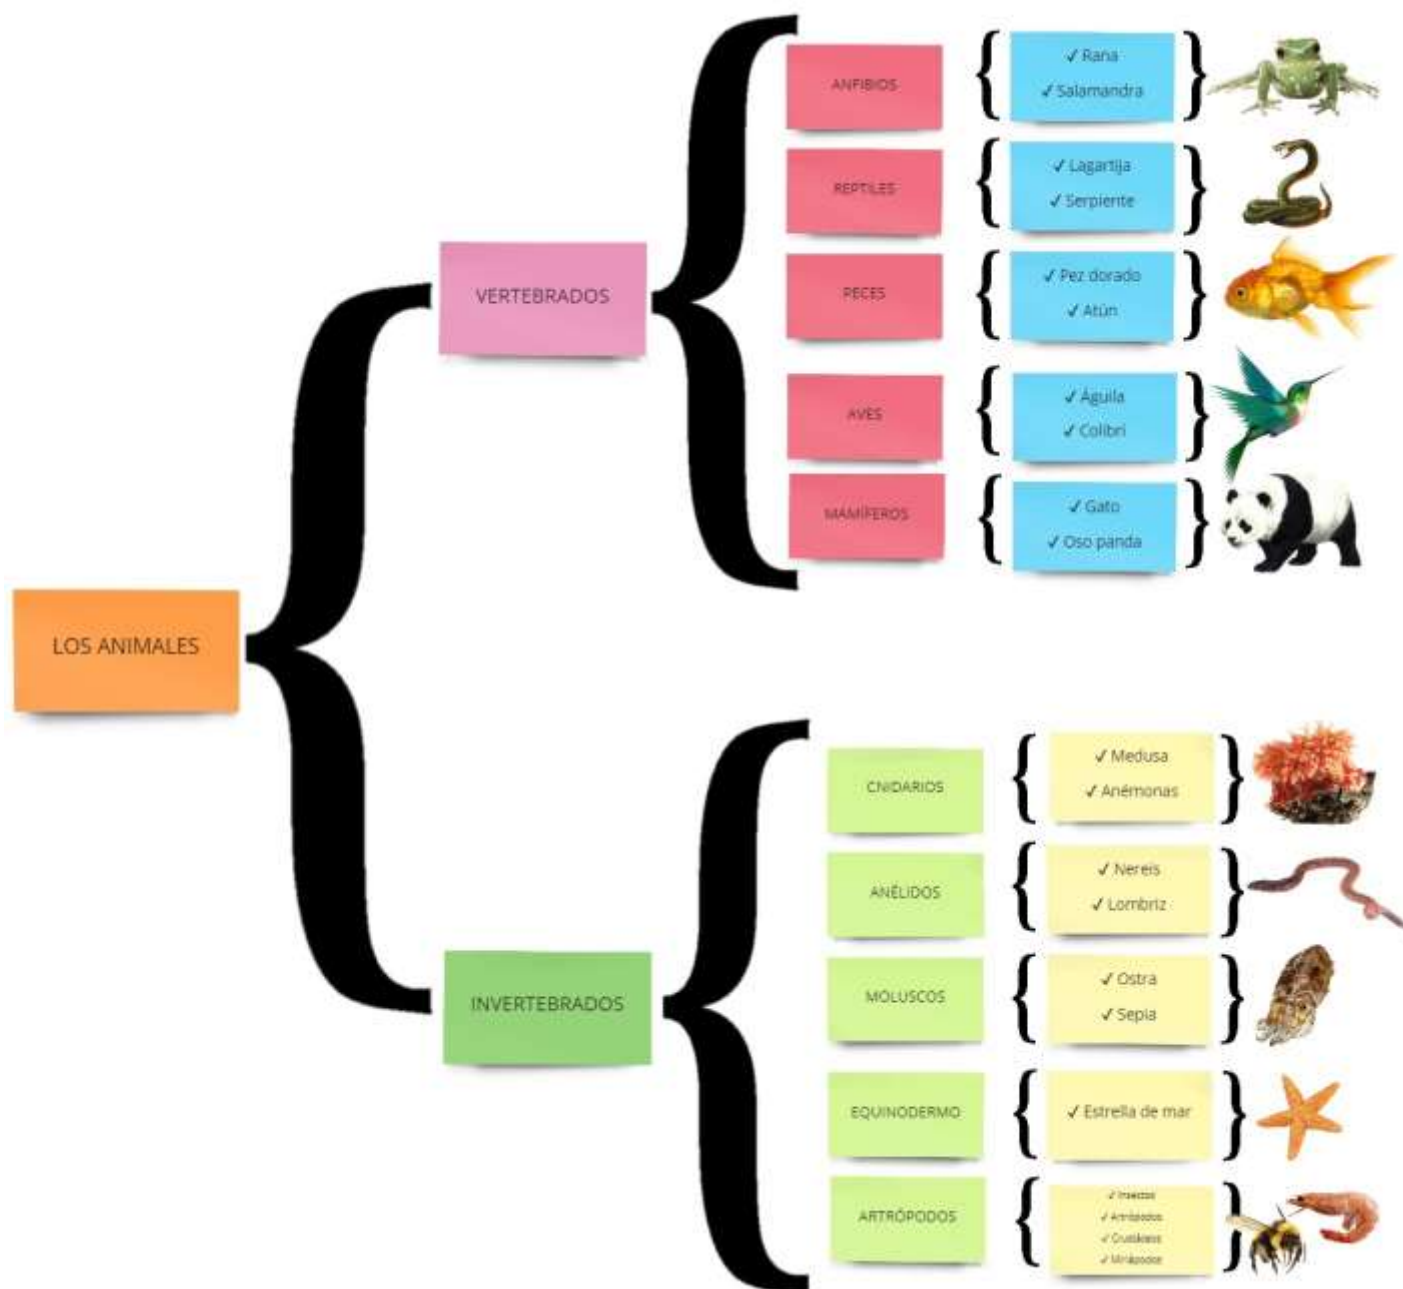 LOS ANIMALES
VERTEBRADOS
ANFIBIOS
✓ Rana
✓ Salamandra
REPTILES
✓ Lagartija
✓ Serpiente
PECES
✓ Pez dorado
✓ Atún
AVES
✓ Águila
✓ Colibrí
MAMÍFEROS
✓ Gato
✓ Oso panda
INVERTEBRADOS
CNIDARIOS
✓ Medusa
✓ Anémonas
ANÉLIDOS
✓ Nereis
✓ Lombriz
MOLUSCOS
✓ Ostra
✓ Sepia
EQUINODERMO
✓ Estrella de mar
ARTRÓPODOS
✓ Insectos
✓ Artrópodos
✓ Crustáceos